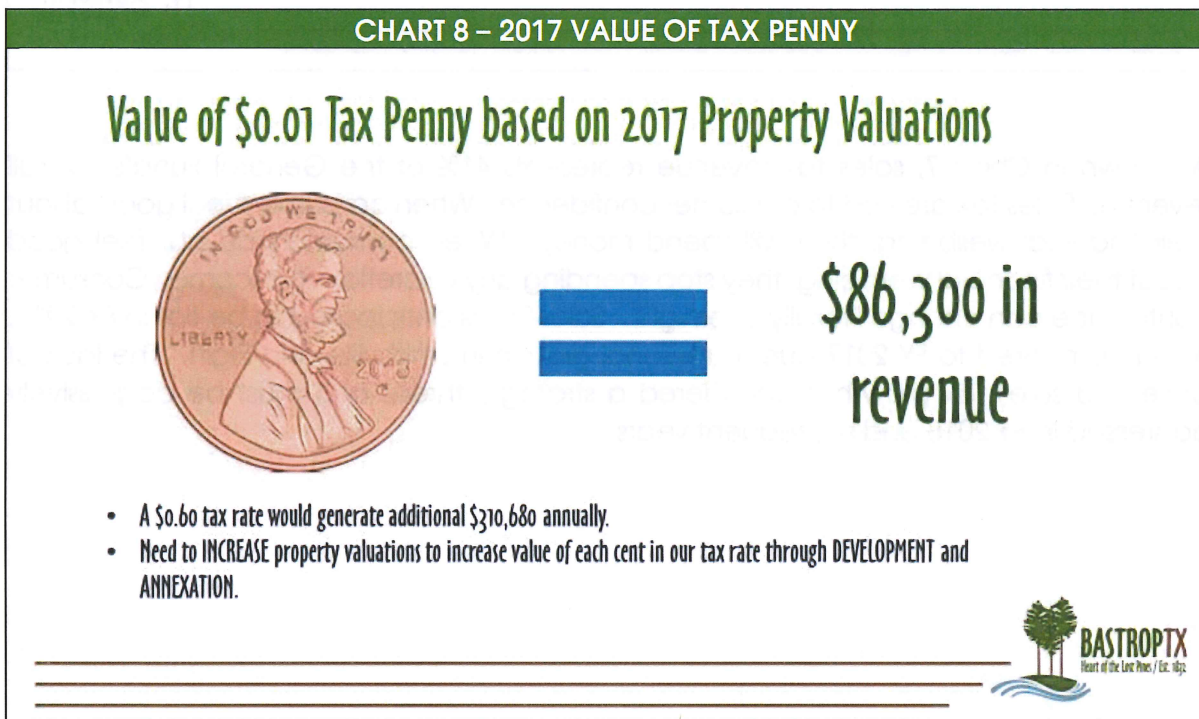 CHART 8 – 2017 VALUE OF TAX PENNY
Value of $0.01 Tax Penny based on 2017 Property Valuations
IN GOD WE TRUST
LIBERTY
$86,300 in
revenue
• A $0.60 tax rate would generate additional $310,680 annually.
• Need to INCREASE property valuations to increase value of each cent in our tax rate through DEVELOPMENT and
ANNEXATION.
BASTROPTX
Heart of the Lost Pines / Est. 1832